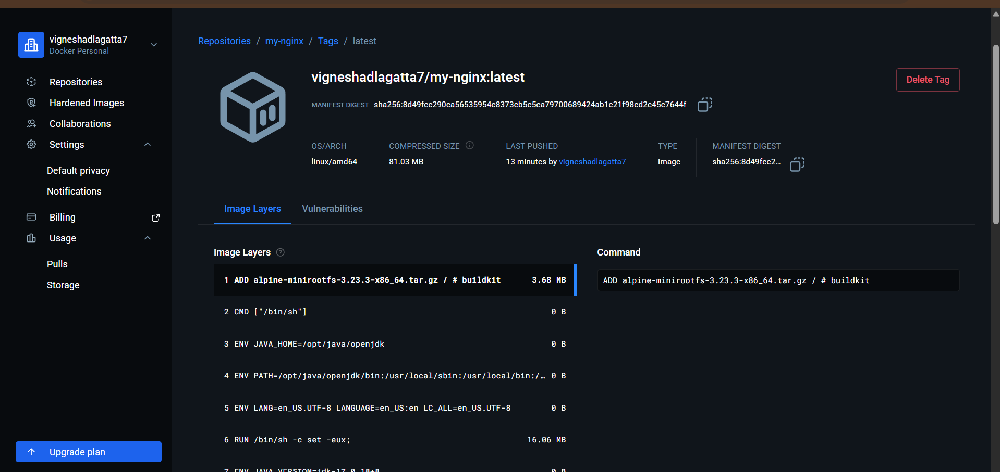 vigneshadlagatta7
Docker Personal
Repositories
Hardened Images
Collaborations
Settings
Default privacy
Notifications
Billing
Usage
Pulls
Storage
Upgrade plan
Repositories / my-nginx / Tags / latest
vigneshadlagatta7/my-nginx:latest
Delete Tag
MANIFEST DIGEST sha256:8d49fec290ca56535954c8373cb5c5ea79700689424ab1c21f98cd2e45c7644f
OS/ARCH
linux/amd64
COMPRESSED SIZE
81.03 MB
LAST PUSHED
13 minutes by vigneshadlagatta7
TYPE
Image
MANIFEST DIGEST
sha256:8d49fec2...
Image Layers
Vulnerabilities
Image Layers
1 ADD alpine-minirootfs-3.23.3-x86_64.tar.gz / # buildkit 3.68 MB
2 CMD ["/bin/sh"] 0 B
3 ENV JAVA_HOME=/opt/java/openjdk 0 B
4 ENV PATH=/opt/java/openjdk/bin:/usr/local/sbin:/usr/local/bin:/… 0 B
5 ENV LANG=en_US.UTF-8 LANGUAGE=en_US:en LC_ALL=en_US.UTF-8 0 B
6 RUN /bin/sh -c set -eux; 16.06 MB
7 ENV JAVA_VERSION=jdk-17.0.18+8 0 B
Command
ADD alpine-minirootfs-3.23.3-x86_64.tar.gz / # buildkit